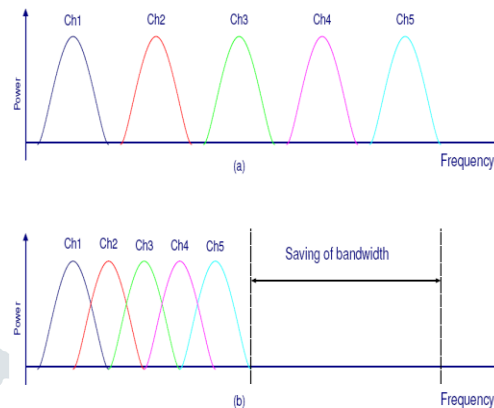 Ch1 Ch2 Ch3 Ch4 Ch5
Power
Frequency
(a)
Ch1 Ch2 Ch3 Ch4 Ch5
Saving of bandwidth
Power
Frequency
(b)